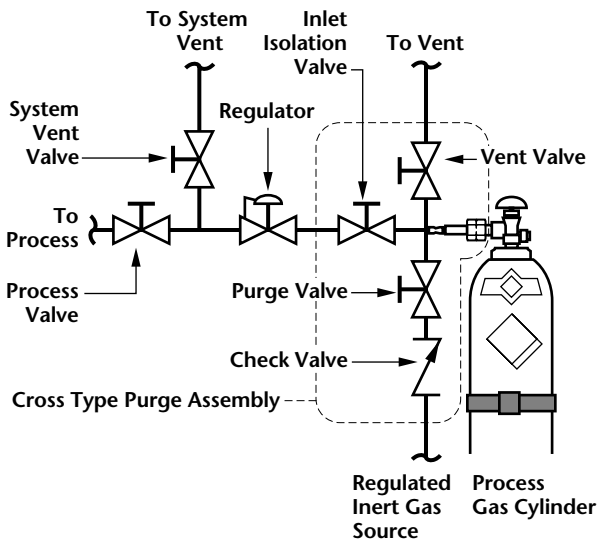 To System
Vent
Inlet
Isolation
Valve
To Vent
System
Vent
Valve
Regulator
Vent Valve
To
Process
Process
Valve
Purge Valve
Check Valve
Cross Type Purge Assembly
Regulated
Inert Gas
Source
Process
Gas Cylinder